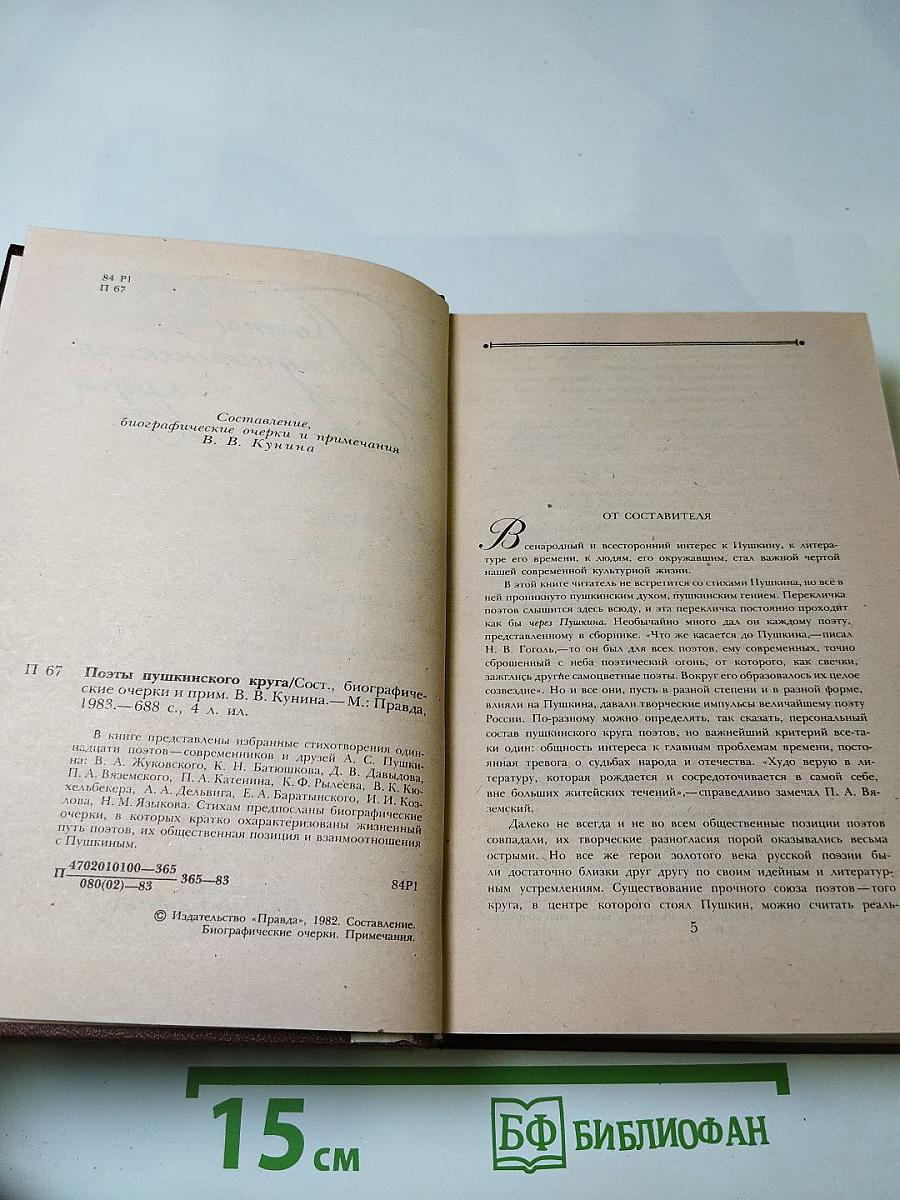 84 Р1
П 67
Составление,
биографические очерки и примечания
В. В. Кунина
П 67 Поэты пушкинского круга/Сост., биографиче-
ские очерки и прим. В. В. Кунина.— М.: Правда,
1983.—688 с., 4 л. ил.
В книге представлены избранные стихотворения один-
надцати поэтов—современников и друзей А. С. Пушки-
на: В. А. Жуковского, К. Н. Батюшкова, Д. В. Давыдова,
П. А. Вяземского, П. А. Катенина, К. Ф. Рылеева, В. К. Кю-
хельбекера, А. А. Дельвига, Е. А. Баратынского, И. И. Коз-
лова, Н. М. Языкова. Стихам предпосланы биографические
очерки, в которых кратко охарактеризованы жизненный
путь поэтов, их общественная позиция и взаимоотношения
с Пушкиным.
П 4702010100—365
080(02)—83 365—83
84Р1
© Издательство «Правда», 1982. Составление.
Биографические очерки. Примечания.
ОТ СОСТАВИТЕЛЯ
Всенародный и всесторонний интерес к Пушкину, к литера-
туре его времени, к людям, его окружавшим, стал важной чертой
нашей современной культурной жизни.
В этой книге читатель не встретится со стихами Пушкина, но всё в
ней проникнуто пушкинским духом, пушкинским гением. Перекличка
поэтов слышится здесь всюду, и эта перекличка постоянно проходит
как бы через Пушкина. Необычайно много дал он каждому поэту,
представленному в сборнике. «Что же касается до Пушкина,—писал
Н. В. Гоголь,—то он был для всех поэтов, ему современных, точно
сброшенный с неба поэтический огонь, от которого, как свечки,
зажглись другие самоцветные поэты. Вокруг его образовалось их целое
созвездие». Но и все они, пусть в разной степени и в разной форме,
влияли на Пушкина, давали творческие импульсы величайшему поэту
России. По-разному можно определять, так сказать, персональный
состав пушкинского круга поэтов, но важнейший критерий все-та-
ки один: общность интереса к главным проблемам времени, посто-
янная тревога о судьбах народа и отечества. «Худо верую в ли-
тературу, которая рождается и сосредоточивается в самой себе,
вне больших житейских течений»,—справедливо замечал П. А. Вя-
земский.
Далеко не всегда и не во всем общественные позиции поэтов
совпадали, их творческие разногласия порой оказывались весьма
острыми. Но все же герои золотого века русской поэзии бы-
ли достаточно близки друг другу по своим идейным и литератур-
ным устремлениям. Существование прочного союза поэтов—того
круга, в центре которого стоял Пушкин, можно считать реаль-
5
15 см
БФ БИБЛИОФАН